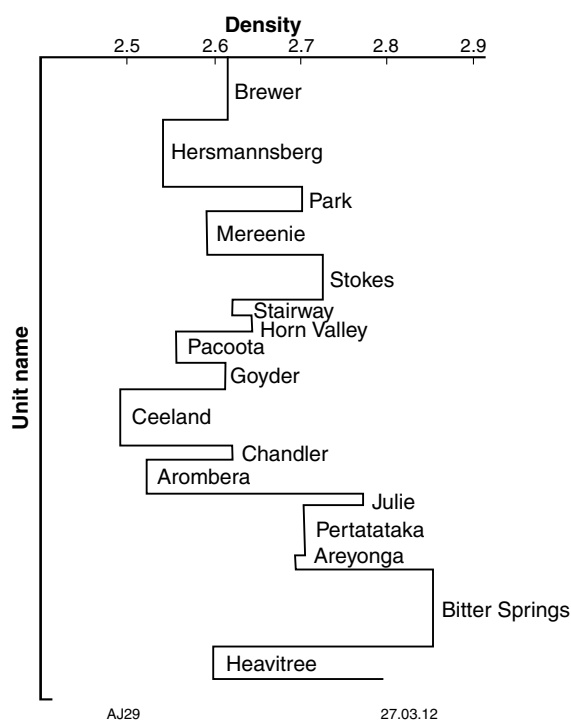 Density
2.5 2.6 2.7 2.8 2.9
Brewer
Hersmannsberg
Park
Mereenie
Stokes
Stairway
Horn Valley
Pacoota
Goyder
Ceeland
Chandler
Arombera
Julie
Pertatataka
Areyonga
Bitter Springs
Heavitree
Unit name
AJ29 27.03.12